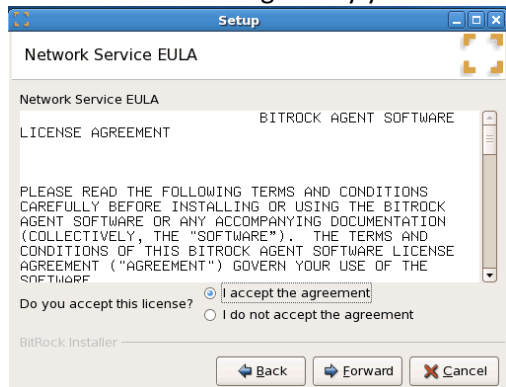 Setup
Network Service EULA
Network Service EULA
BITROCK AGENT SOFTWARE
LICENSE AGREEMENT
PLEASE READ THE FOLLOWING TERMS AND CONDITIONS
CAREFULLY BEFORE INSTALLING OR USING THE BITROCK
AGENT SOFTWARE OR ANY ACCOMPANYING DOCUMENTATION
(COLLECTIVELY, THE "SOFTWARE”).  THE TERMS AND
CONDITIONS OF THIS BITROCK AGENT SOFTWARE LICENSE
AGREEMENT ("AGREEMENT") GOVERN YOUR USE OF THE
SOFTWARE
Do you accept this license?
I accept the agreement
I do not accept the agreement
BitRock Installer
Back Forward Cancel